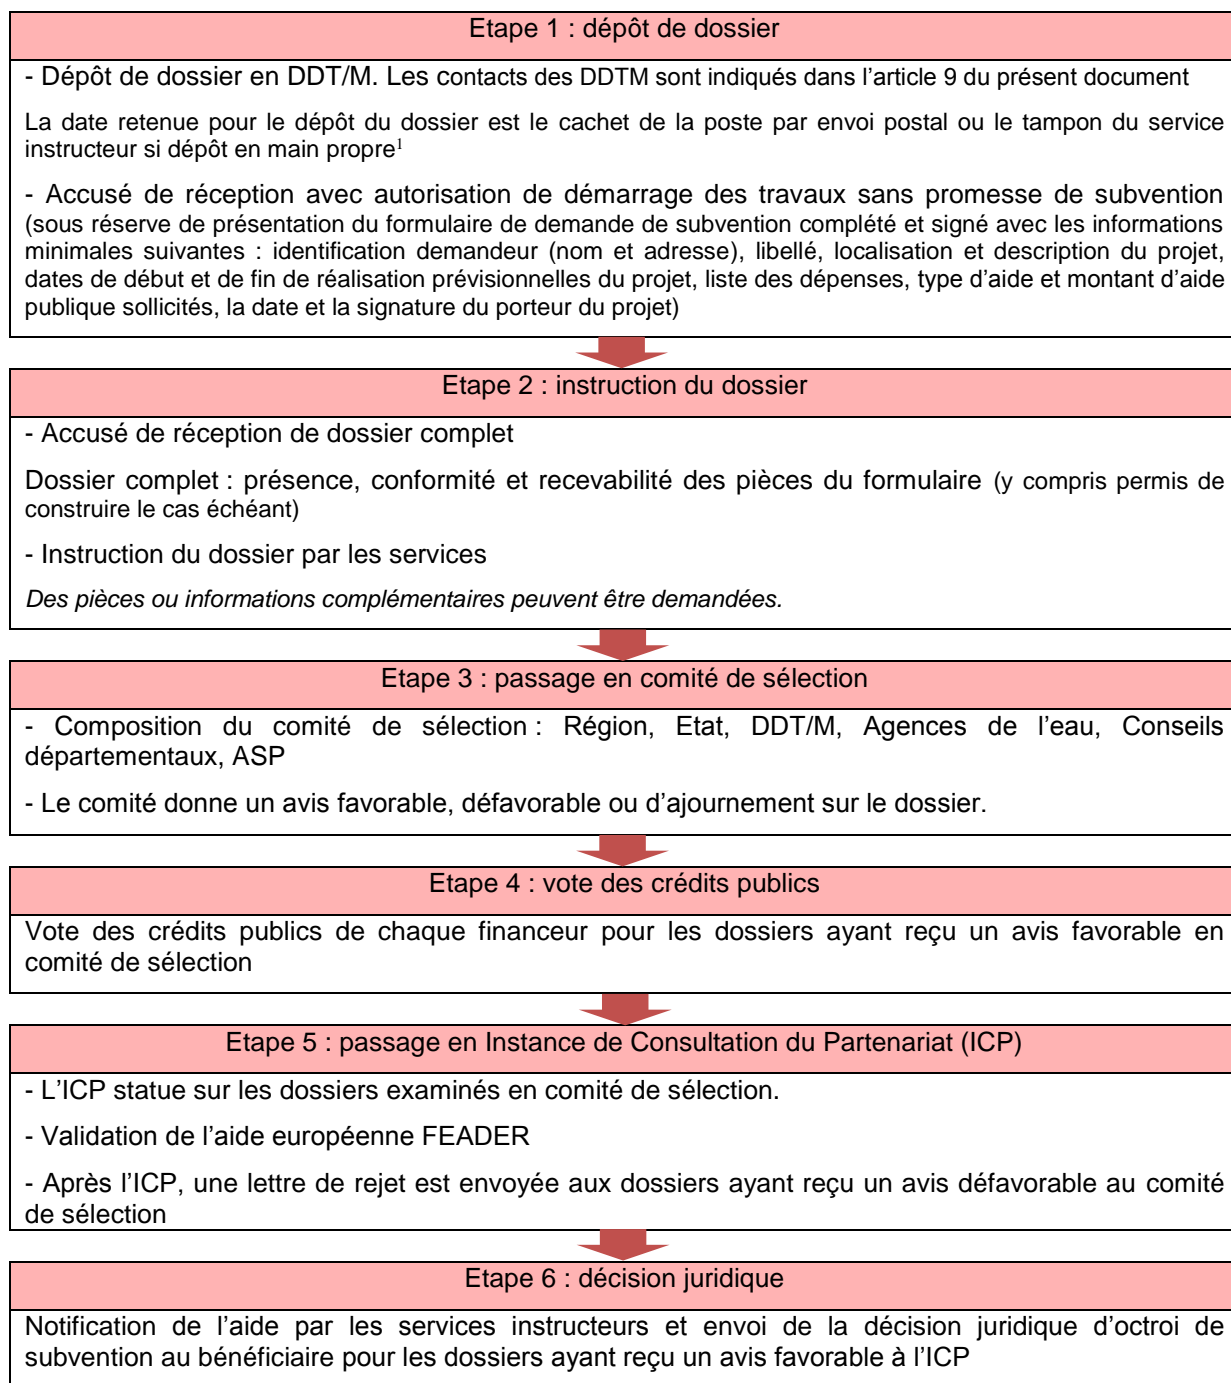 Etape 1 : dépôt de dossier
- Dépôt de dossier en DDT/M. Les contacts des DDTM sont indiqués dans l’article 9 du présent document
La date retenue pour le dépôt du dossier est le cachet de la poste par envoi postal ou le tampon du service
instructeur si dépôt en main propre1
- Accusé de réception avec autorisation de démarrage des travaux sans promesse de subvention
(sous réserve de présentation du formulaire de demande de subvention complété et signé avec les informations
minimales suivantes : identification demandeur (nom et adresse), libellé, localisation et description du projet,
dates de début et de fin de réalisation prévisionnelles du projet, liste des dépenses, type d’aide et montant d’aide
publique sollicités, la date et la signature du porteur du projet)
Etape 2 : instruction du dossier
- Accusé de réception de dossier complet
Dossier complet : présence, conformité et recevabilité des pièces du formulaire (y compris permis de
construire le cas échéant)
- Instruction du dossier par les services
Des pièces ou informations complémentaires peuvent être demandées.
Etape 3 : passage en comité de sélection
- Composition du comité de sélection : Région, Etat, DDT/M, Agences de l’eau, Conseils
départementaux, ASP
- Le comité donne un avis favorable, défavorable ou d’ajournement sur le dossier.
Etape 4 : vote des crédits publics
Vote des crédits publics de chaque financeur pour les dossiers ayant reçu un avis favorable en
comité de sélection
Etape 5 : passage en Instance de Consultation du Partenariat (ICP)
- L’ICP statue sur les dossiers examinés en comité de sélection.
- Validation de l’aide européenne FEADER
- Après l’ICP, une lettre de rejet est envoyée aux dossiers ayant reçu un avis défavorable au comité
de sélection
Etape 6 : décision juridique
Notification de l’aide par les services instructeurs et envoi de la décision juridique d’octroi de
subvention au bénéficiaire pour les dossiers ayant reçu un avis favorable à l’ICP